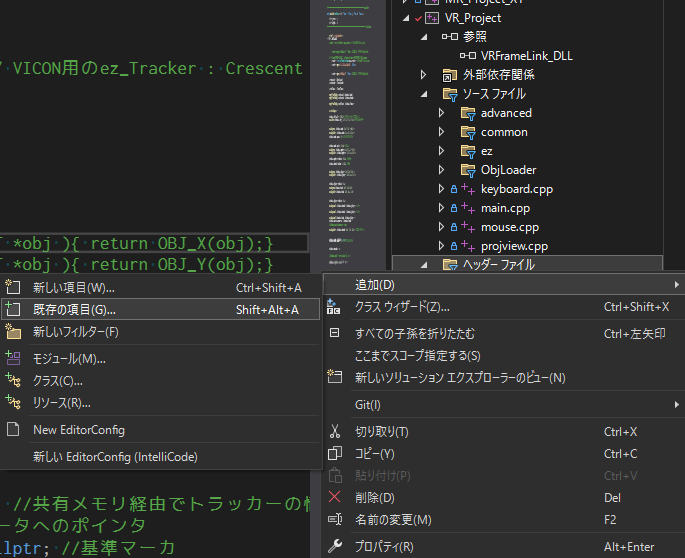 MR_Project_XY
VR_Project
参照
VRFrameLink_DLL
外部依存関係
ソース ファイル
advanced
common
ez
ObjLoader
keyboard.cpp
main.cpp
mouse.cpp
projview.cpp
ヘッダー ファイル
VICON用のez_Tracker : Crescent
*obj ){ return OBJ_X(obj);}
*obj ){ return OBJ_Y(obj);}
追加(D)
クラス ウィザード(Z)... Ctrl+Shift+X
すべての子孫を折りたたむ Ctrl+左矢印
ここまでスコープ指定する(S)
新しいソリューション エクスプローラーのビュー(N)
Git(I)
切り取り(T) Ctrl+X
コピー(Y) Ctrl+C
貼り付け(P) Ctrl+V
削除(D) Del
名前の変更(M) F2
プロパティ(R) Alt+Enter
新しい項目(W)... Ctrl+Shift+A
既存の項目(G)... Shift+Alt+A
新しいフィルター(F)
モジュール(M)...
クラス(C)...
リソース(R)...
New EditorConfig
新しい EditorConfig (IntelliCode)
//共有メモリ経由でトラッカーの
ータへのポインタ
llptr; //基準マーカ